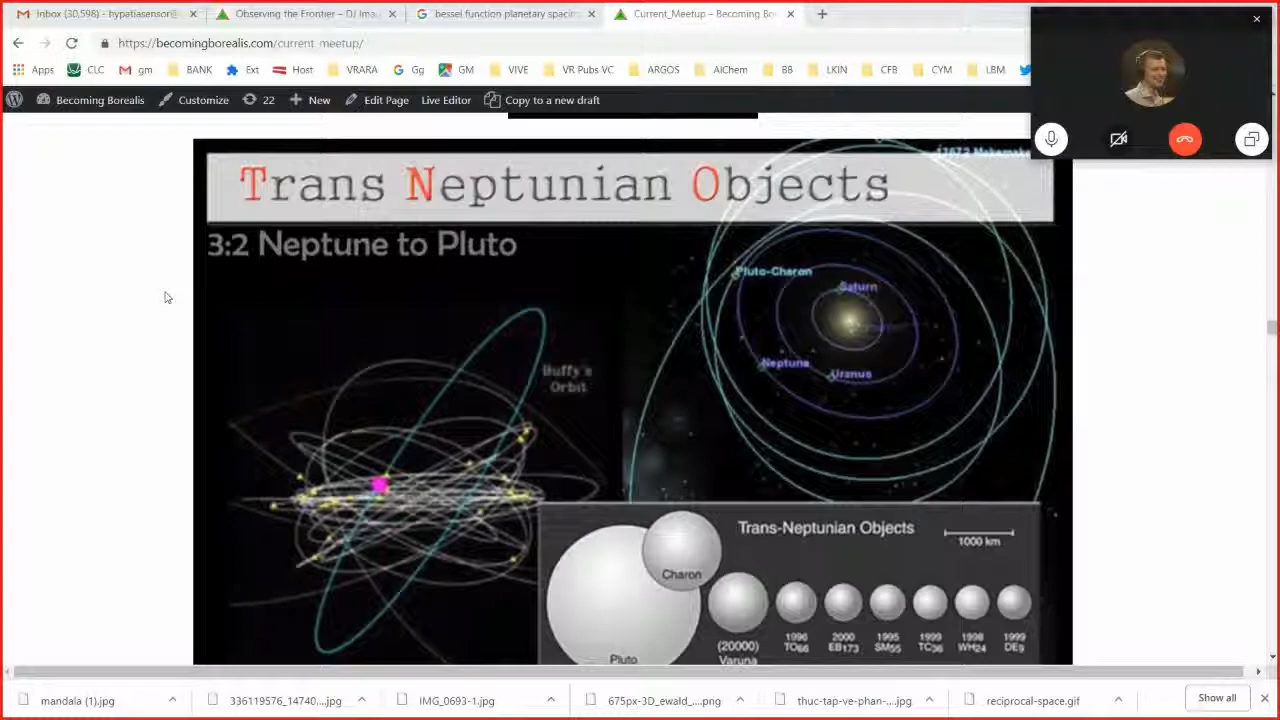 Inbox (30,598) - hypatiasensor@
Observing the Frontier – DJ Ima
bessel function planetary spacin
Current_Meetup – Becoming Bo
https://becomingborealis.com/current_meetup/
Apps CLC gm BANK Ext Host VRARA Gg GM VIVE VR Pubs VC ARGOS AiChem BB LKIN CFB CYM LBM
Becoming Borealis Customize 22 New Edit Page Live Editor Copy to a new draft
Trans Neptunian Objects
3:2 Neptune to Pluto
Pluto-Charon
Saturn
Neptune
Uranus
Buffy's
Orbit
Trans-Neptunian Objects
1000 km
Charon
Pluto
(20000)
Varuna
1996
TO66
2000
EB173
1995
SM55
1999
TC36
1998
WH24
1999
DE9
mandala (1).jpg
336119576_14740....jpg
IMG_0693-1.jpg
675px-3D_ewald_....png
thuc-tap-ve-phan-....jpg
reciprocal-space.gif
Show all